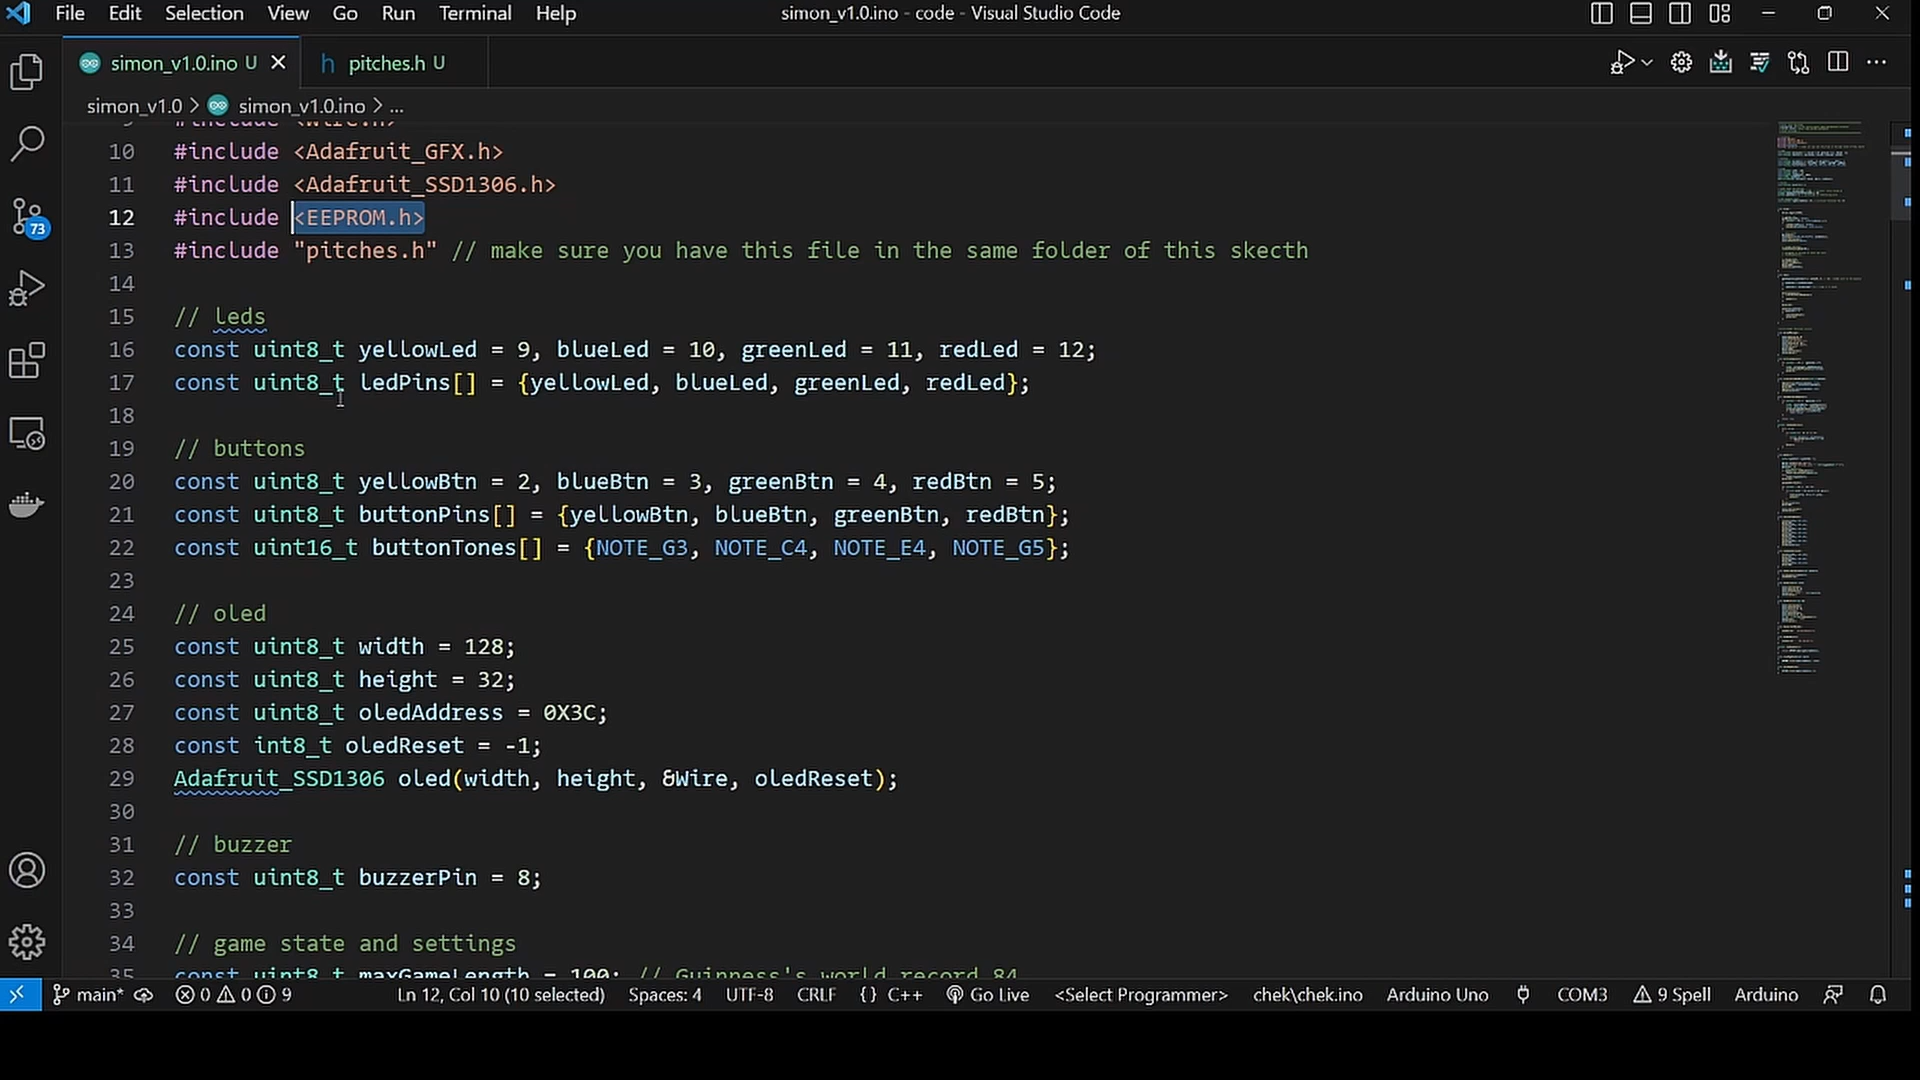 File Edit Selection View Go Run Terminal Help
simon_v1.0.ino - code - Visual Studio Code
simon_v1.0.ino U
pitches.h U
simon_v1.0 > simon_v1.0.ino > ...
9 #include <Wire.h>
10 #include <Adafruit_GFX.h>
11 #include <Adafruit_SSD1306.h>
12 #include <EEPROM.h>
13 #include "pitches.h" // make sure you have this file in the same folder of this skecth
14
15 // leds
16 const uint8_t yellowLed = 9, blueLed = 10, greenLed = 11, redLed = 12;
17 const uint8_t ledPins[] = {yellowLed, blueLed, greenLed, redLed};
18
19 // buttons
20 const uint8_t yellowBtn = 2, blueBtn = 3, greenBtn = 4, redBtn = 5;
21 const uint8_t buttonPins[] = {yellowBtn, blueBtn, greenBtn, redBtn};
22 const uint16_t buttonTones[] = {NOTE_G3, NOTE_C4, NOTE_E4, NOTE_G5};
23
24 // oled
25 const uint8_t width = 128;
26 const uint8_t height = 32;
27 const uint8_t oledAddress = 0X3C;
28 const int8_t oledReset = -1;
29 Adafruit_SSD1306 oled(width, height, &Wire, oledReset);
30
31 // buzzer
32 const uint8_t buzzerPin = 8;
33
34 // game state and settings
35 const uint8_t maxGameLength = 100; // Guinness's world record 84
73
main* 0 0 9 Ln 12, Col 10 (10 selected) Spaces: 4 UTF-8 CRLF {} C++ Go Live <Select Programmer> chek\chek.ino Arduino Uno COM3 9 Spell Arduino